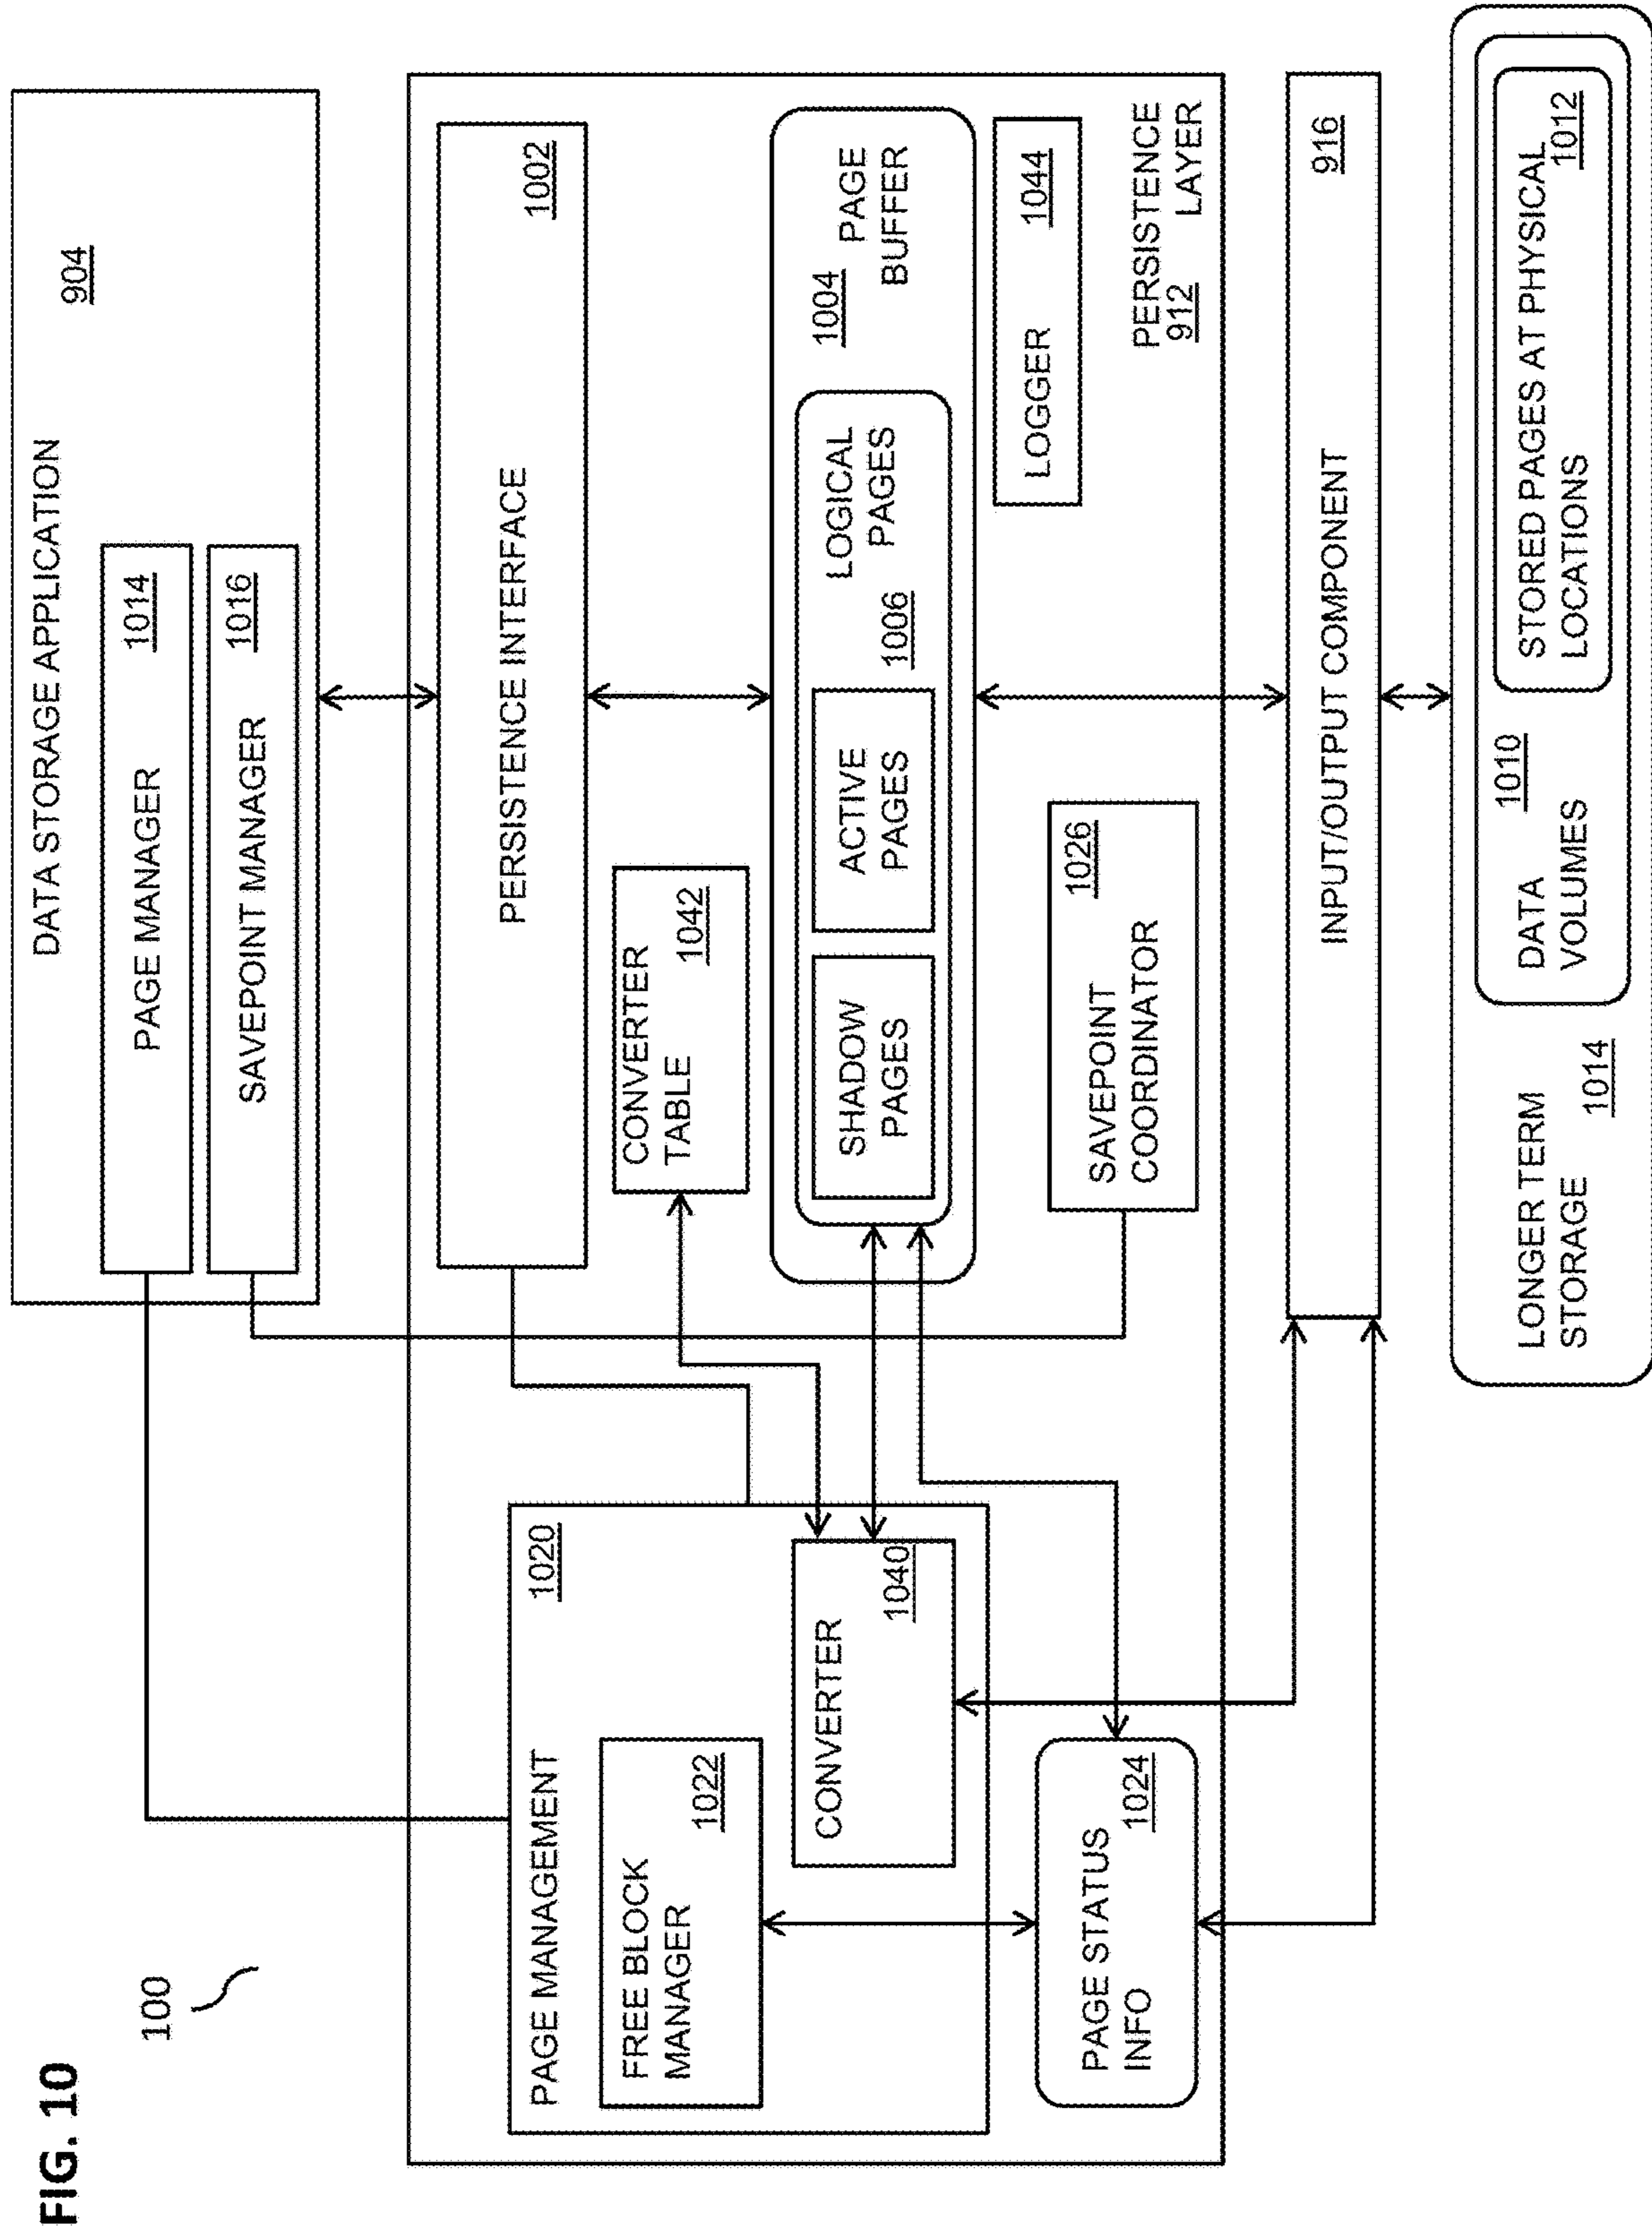 FIG. 10
100
DATA STORAGE APPLICATION
904
PAGE MANAGER
1014
SAVEPOINT MANAGER
1016
PERSISTENCE INTERFACE
1002
PAGE MANAGEMENT
1020
FREE BLOCK
MANAGER
1022
CONVERTER
1040
CONVERTER
TABLE
1042
PAGE
BUFFER
1004
LOGICAL
PAGES
1006
SHADOW
PAGES
ACTIVE
PAGES
PAGE STATUS
INFO
1024
SAVEPOINT
COORDINATOR
1026
LOGGER
1044
PERSISTENCE
LAYER
912
INPUT/OUTPUT COMPONENT
916
LONGER TERM
STORAGE
1014
DATA
VOLUMES
1010
STORED PAGES AT PHYSICAL
LOCATIONS
1012